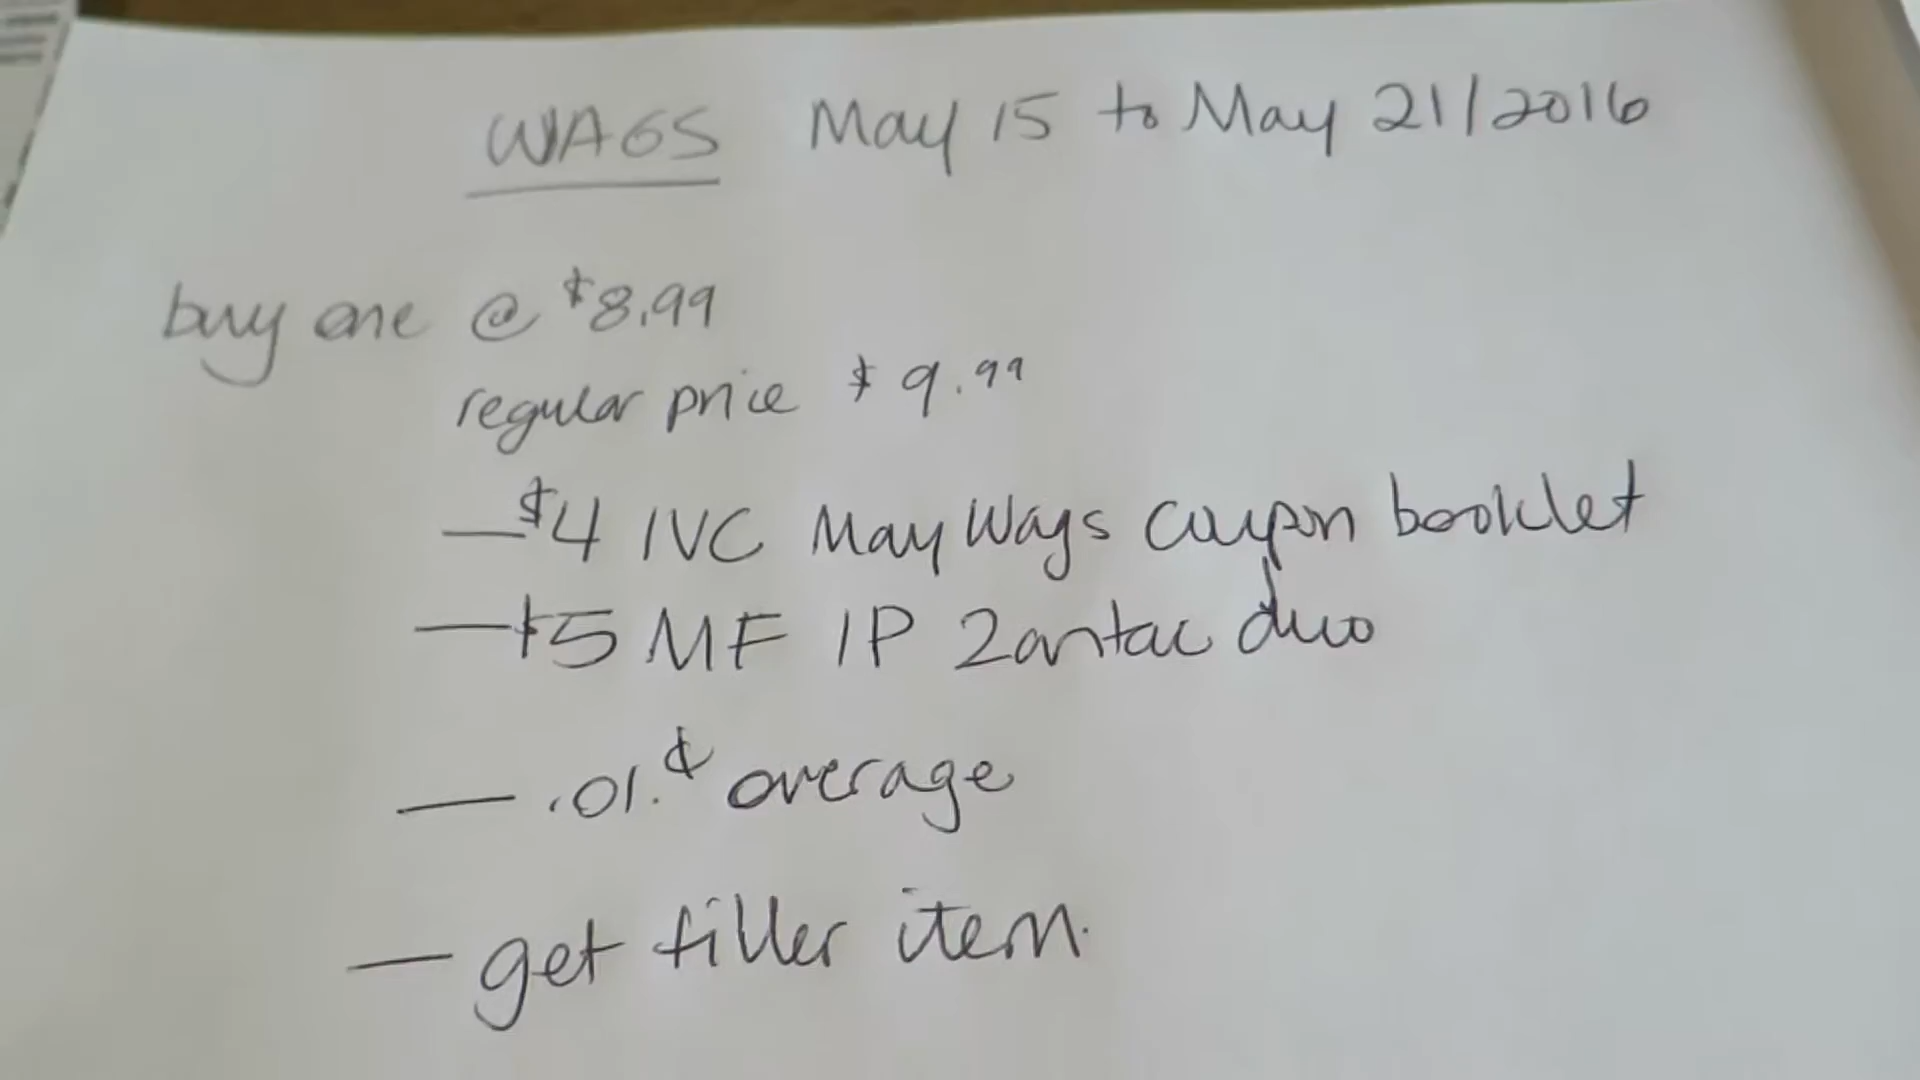 WAGS May 15 to May 21/2016
buy one @ $8.99
regular price $9.99
—$4 IVC May Wags coupon booklet
—$5 MF IP Zantac duo
— .01.¢ overage
— get filler item.